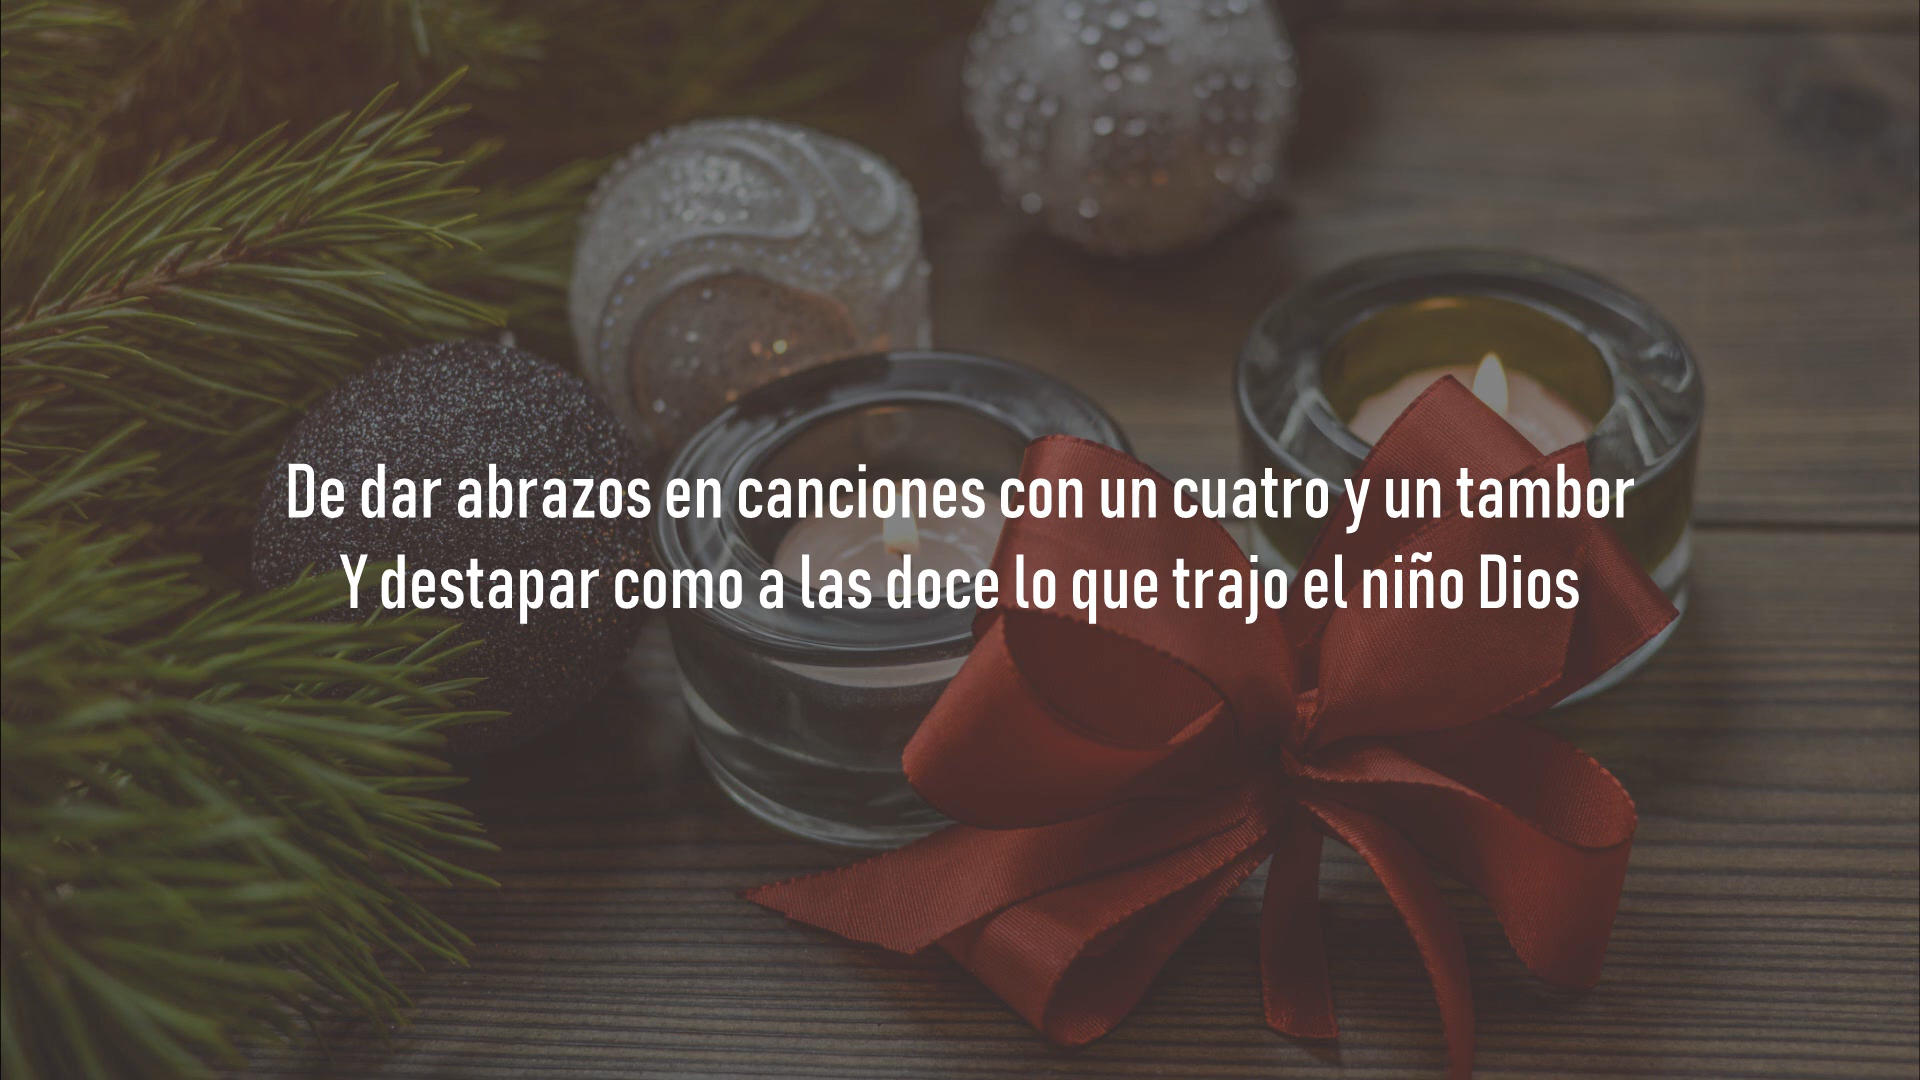 De dar abrazos en canciones con un cuatro y un tambor
Y destapar como a las doce lo que trajo el niño Dios